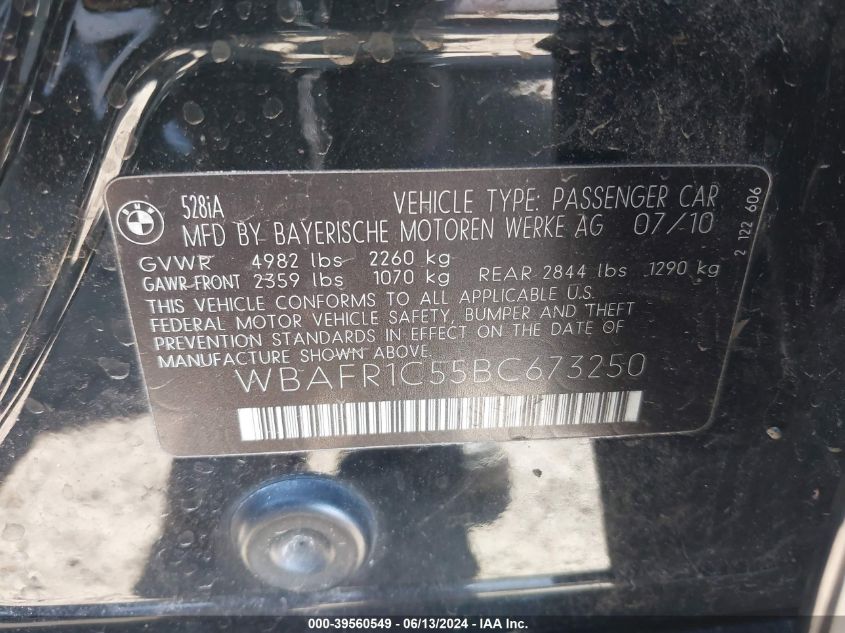 BMW
528iA VEHICLE TYPE: PASSENGER CAR
MFD BY BAYERISCHE MOTOREN WERKE AG 07/10
GVWR 4982 lbs 2260 kg
GAWR FRONT 2359 lbs 1070 kg REAR 2844 lbs 1290 kg
THIS VEHICLE CONFORMS TO ALL APPLICABLE U.S.
FEDERAL MOTOR VEHICLE SAFETY, BUMPER AND THEFT
PREVENTION STANDARDS IN EFFECT ON THE DATE OF
MANUFACTURE SHOWN ABOVE.
WBAFR1C55BC673250
2 122 606
000-39560549 - 06/13/2024 - IAA Inc.